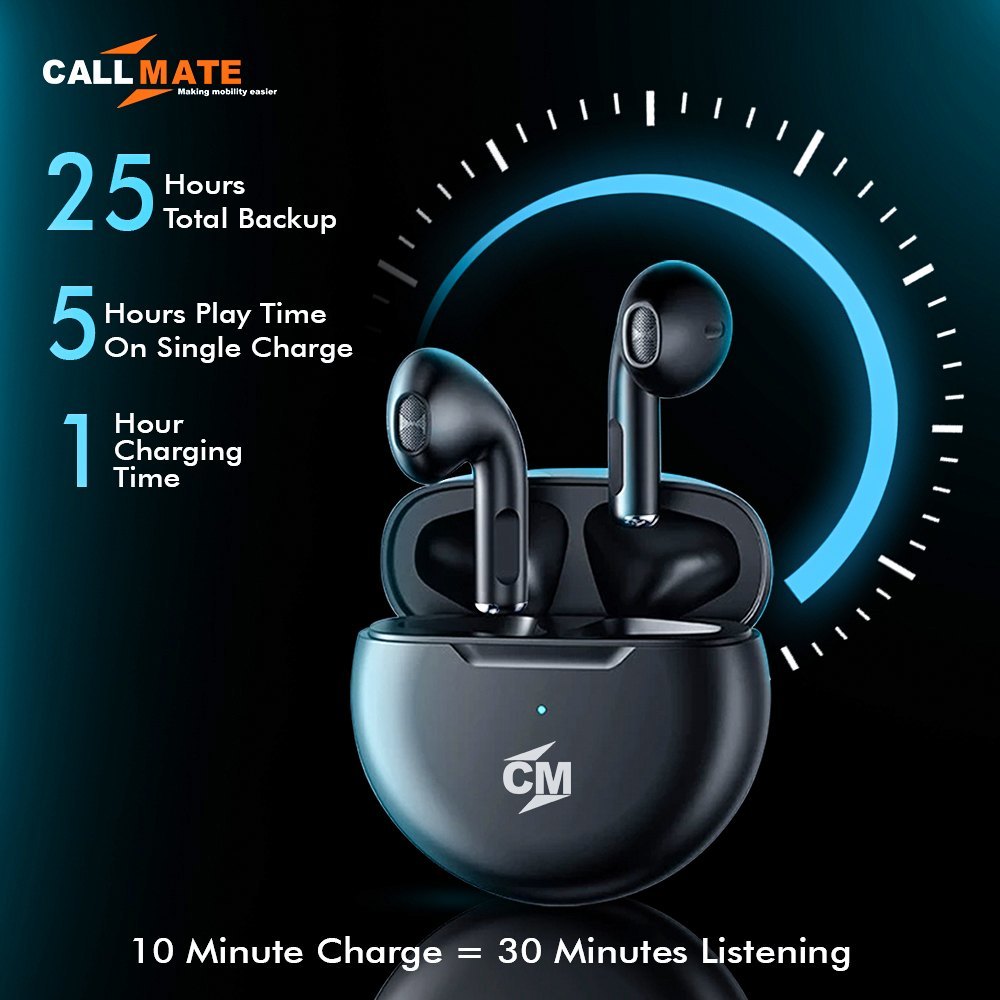 CALLMATE
Making mobility easier
25 Hours
Total Backup
5 Hours Play Time
On Single Charge
1 Hour
Charging
Time
CM
10 Minute Charge = 30 Minutes Listening